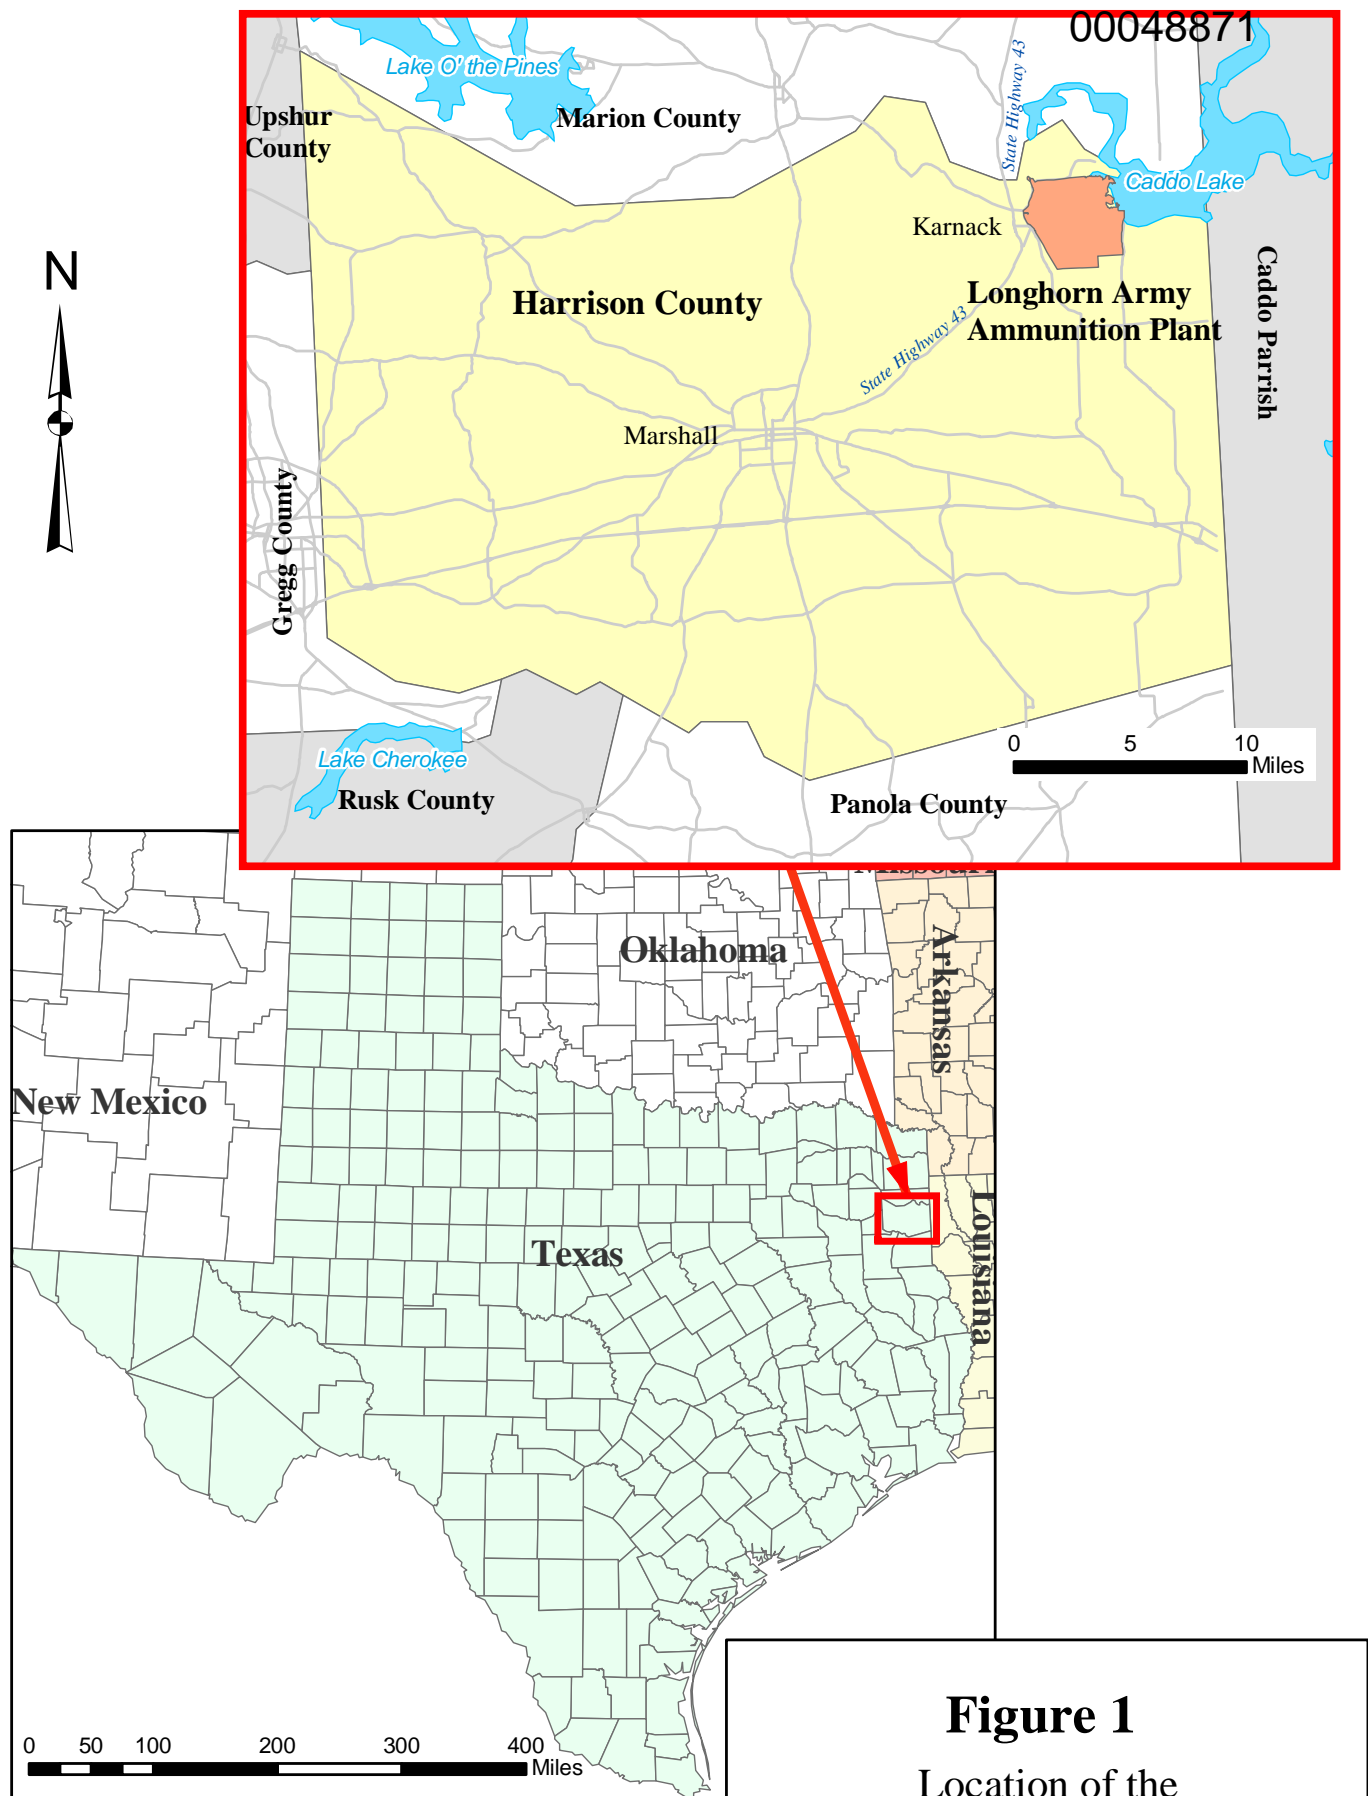 00048871
Lake O' the Pines
Upshur
County
Marion County
State Highway 43
Caddo Lake
Karnack
N
Harrison County
Longhorn Army
Ammunition Plant
Caddo Parrish
State Highway 43
Marshall
Gregg County
0 5 10
Miles
Lake Cherokee
Rusk County
Panola County
Missouri
Oklahoma
Arkansas
New Mexico
Louisiana
Texas
Figure 1
Location of the
0 50 100 200 300 400
Miles